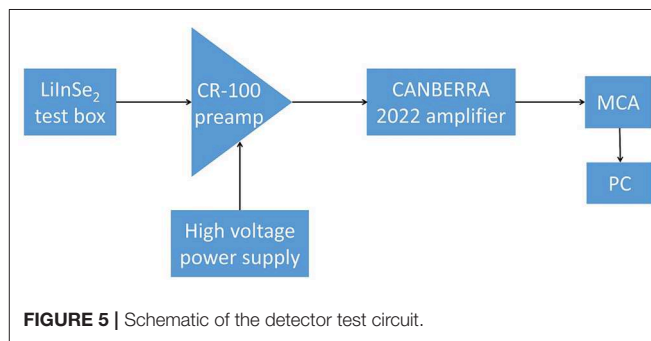 LiInSe₂
test box
CR-100
preamp
CANBERRA
2022 amplifier
MCA
PC
High voltage
power supply
FIGURE 5 | Schematic of the detector test circuit.